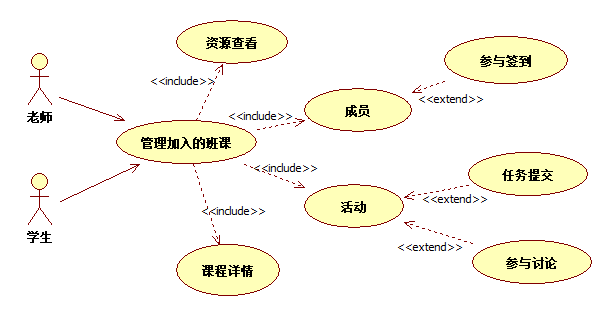 资源查看
参与签到
<<include>>
老师
<<extend>>
成员
<<include>>
管理加入的班课
<<include>>
任务提交
<<extend>>
学生
<<include>>
活动
<<extend>>
课程详情
参与讨论